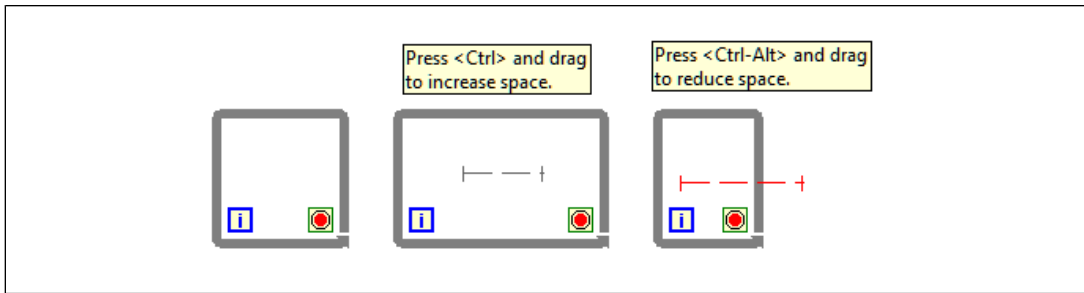 Press <Ctrl> and drag
to increase space.
Press <Ctrl-Alt> and drag
to reduce space.
i
i
i